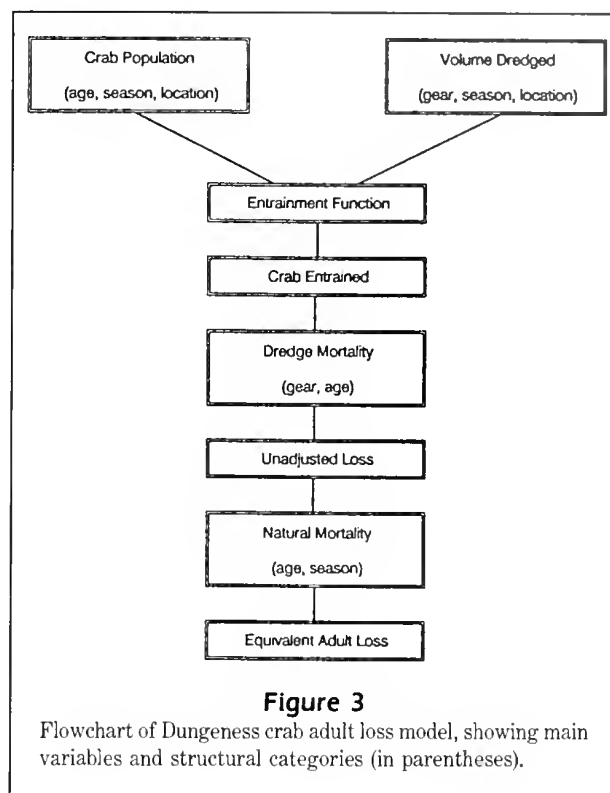 Crab Population
(age, season, location)
Volume Dredged
(gear, season, location)
Entrainment Function
Crab Entrained
Dredge Mortality
(gear, age)
Unadjusted Loss
Natural Mortality
(age, season)
Equivalent Adult Loss
Figure 3
Flowchart of Dungeness crab adult loss model, showing main
variables and structural categories (in parentheses).